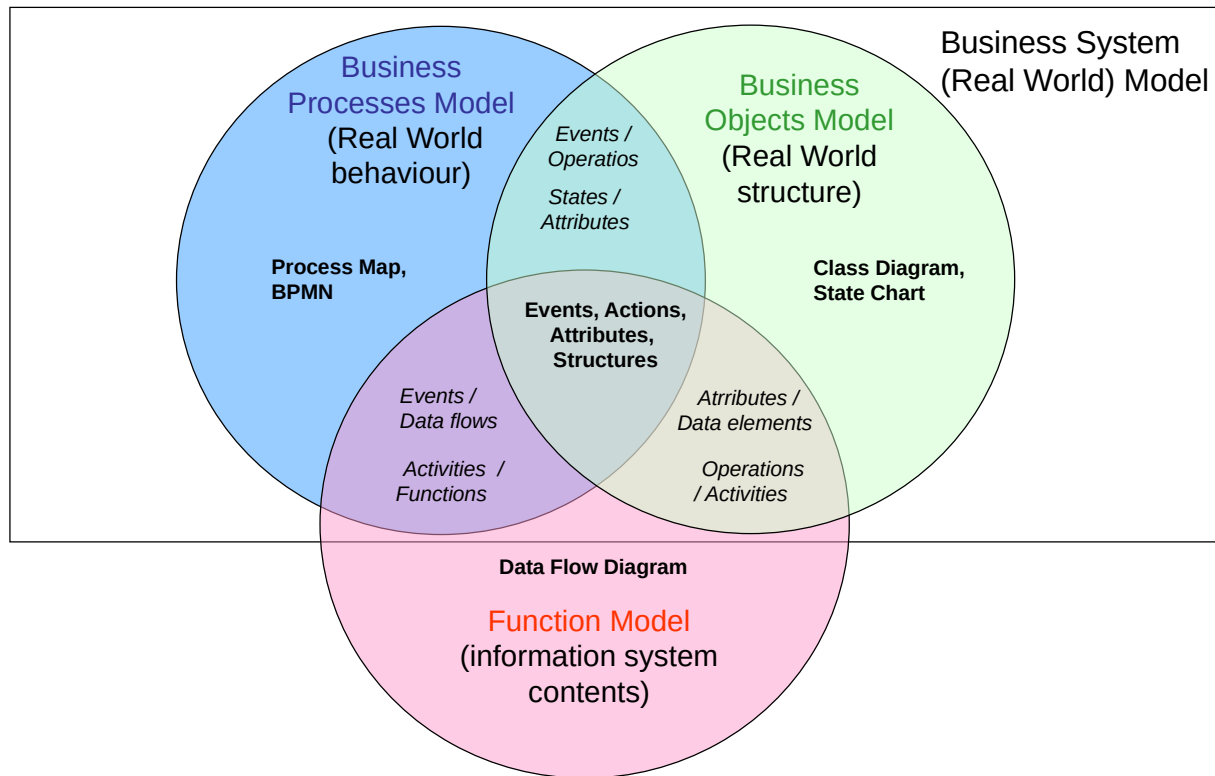 Business System
(Real World) Model
Business
Processes Model
(Real World
behaviour)
Business
Objects Model
(Real World
structure)
Events /
Operatios
States /
Attributes
Process Map,
BPMN
Class Diagram,
State Chart
Events, Actions,
Attributes,
Structures
Events /
Data flows
Activities /
Functions
Atrributes /
Data elements
Operations
/ Activities
Data Flow Diagram
Function Model
(information system
contents)